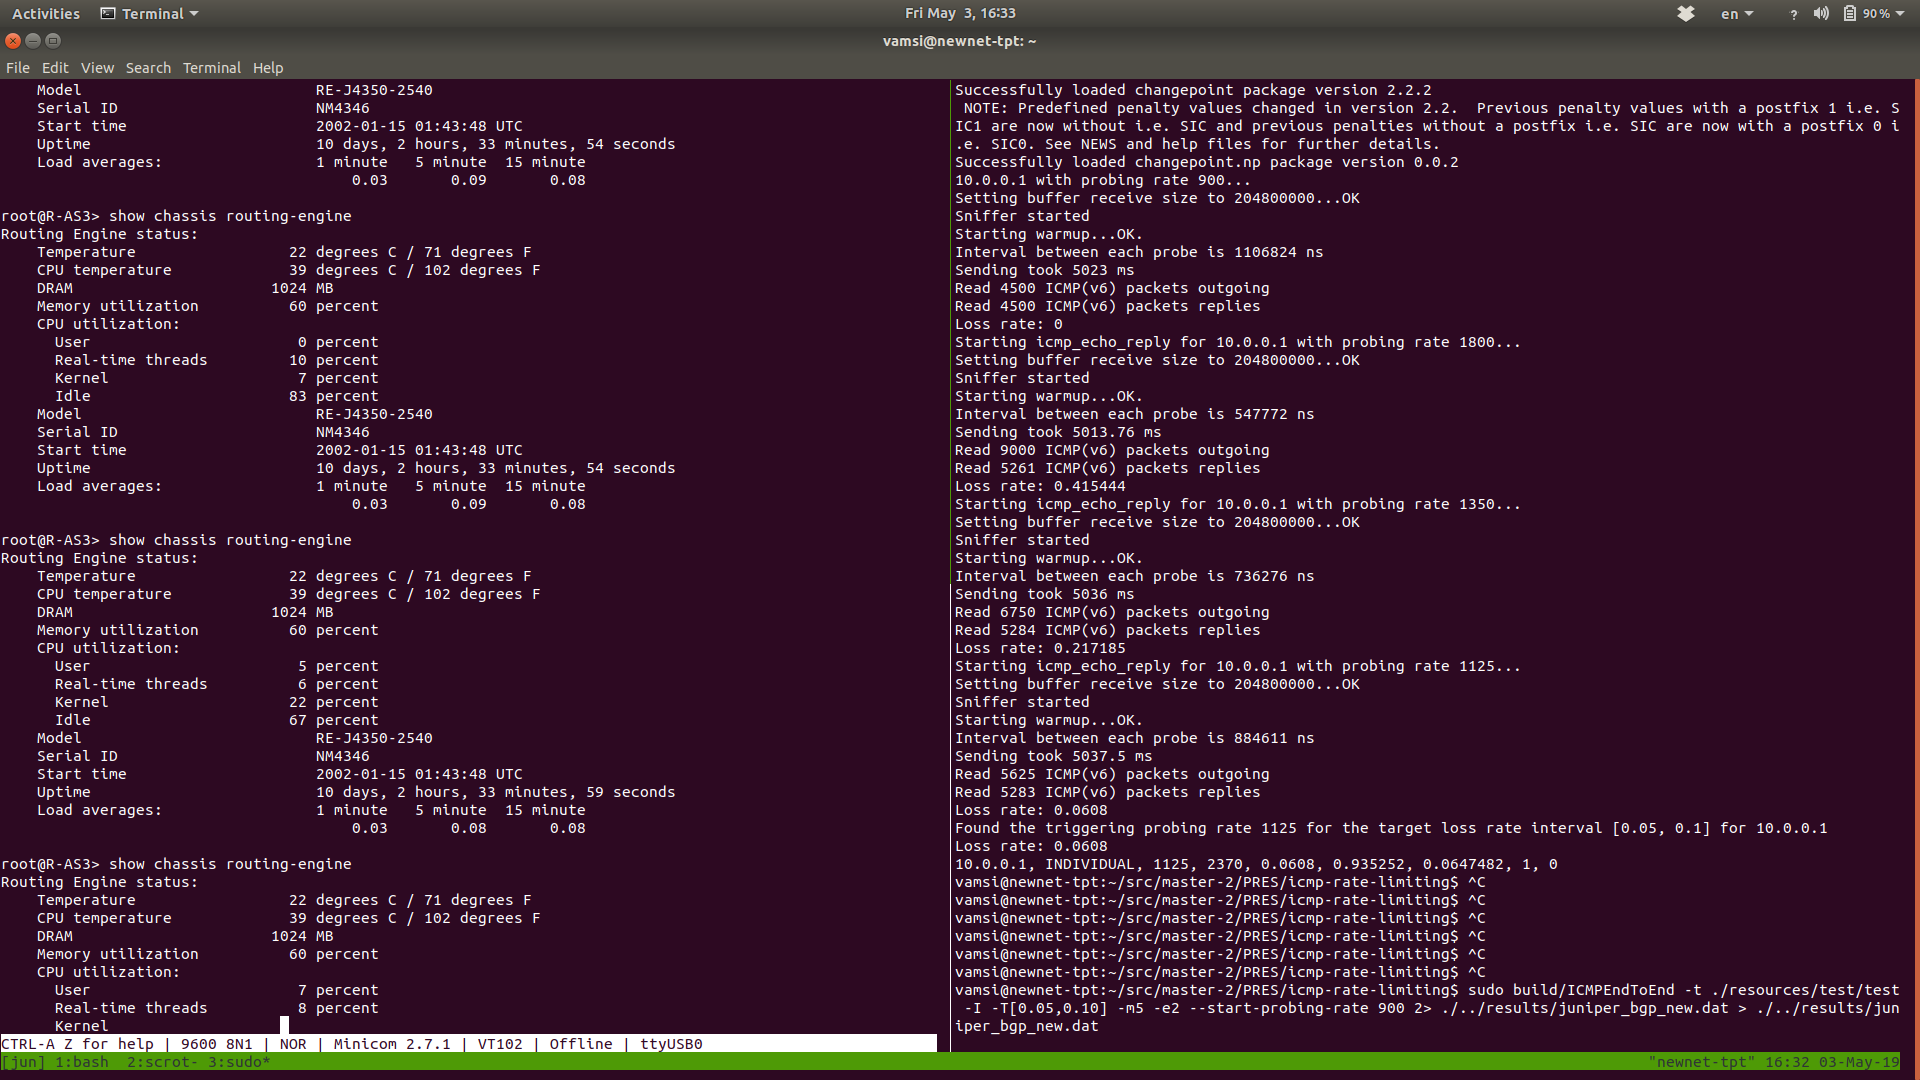 Activities Terminal Fri May 3, 16:33 en ? 90 %
vamsi@newnet-tpt: ~
File Edit View Search Terminal Help
Model RE-J4350-2540
Serial ID NM4346
Start time 2002-01-15 01:43:48 UTC
Uptime 10 days, 2 hours, 33 minutes, 54 seconds
Load averages: 1 minute 5 minute 15 minute
0.03 0.09 0.08
root@R-AS3> show chassis routing-engine
Routing Engine status:
Temperature 22 degrees C / 71 degrees F
CPU temperature 39 degrees C / 102 degrees F
DRAM 1024 MB
Memory utilization 60 percent
CPU utilization:
User 0 percent
Real-time threads 10 percent
Kernel 7 percent
Idle 83 percent
Model RE-J4350-2540
Serial ID NM4346
Start time 2002-01-15 01:43:48 UTC
Uptime 10 days, 2 hours, 33 minutes, 54 seconds
Load averages: 1 minute 5 minute 15 minute
0.03 0.09 0.08
root@R-AS3> show chassis routing-engine
Routing Engine status:
Temperature 22 degrees C / 71 degrees F
CPU temperature 39 degrees C / 102 degrees F
DRAM 1024 MB
Memory utilization 60 percent
CPU utilization:
User 5 percent
Real-time threads 6 percent
Kernel 22 percent
Idle 67 percent
Model RE-J4350-2540
Serial ID NM4346
Start time 2002-01-15 01:43:48 UTC
Uptime 10 days, 2 hours, 33 minutes, 59 seconds
Load averages: 1 minute 5 minute 15 minute
0.03 0.08 0.08
root@R-AS3> show chassis routing-engine
Routing Engine status:
Temperature 22 degrees C / 71 degrees F
CPU temperature 39 degrees C / 102 degrees F
DRAM 1024 MB
Memory utilization 60 percent
CPU utilization:
User 7 percent
Real-time threads 8 percent
Kernel
CTRL-A Z for help | 9600 8N1 | NOR | Minicom 2.7.1 | VT102 | Offline | ttyUSB0
Successfully loaded changepoint package version 2.2.2
NOTE: Predefined penalty values changed in version 2.2. Previous penalty values with a postfix 1 i.e. S
IC1 are now without i.e. SIC and previous penalties without a postfix i.e. SIC are now with a postfix 0 i
.e. SIC0. See NEWS and help files for further details.
Successfully loaded changepoint.np package version 0.0.2
10.0.0.1 with probing rate 900...
Setting buffer receive size to 204800000...OK
Sniffer started
Starting warmup...OK.
Interval between each probe is 1106824 ns
Sending took 5023 ms
Read 4500 ICMP(v6) packets outgoing
Read 4500 ICMP(v6) packets replies
Loss rate: 0
Starting icmp_echo_reply for 10.0.0.1 with probing rate 1800...
Setting buffer receive size to 204800000...OK
Sniffer started
Starting warmup...OK.
Interval between each probe is 547772 ns
Sending took 5013.76 ms
Read 9000 ICMP(v6) packets outgoing
Read 5261 ICMP(v6) packets replies
Loss rate: 0.415444
Starting icmp_echo_reply for 10.0.0.1 with probing rate 1350...
Setting buffer receive size to 204800000...OK
Sniffer started
Starting warmup...OK.
Interval between each probe is 736276 ns
Sending took 5036 ms
Read 6750 ICMP(v6) packets outgoing
Read 5284 ICMP(v6) packets replies
Loss rate: 0.217185
Starting icmp_echo_reply for 10.0.0.1 with probing rate 1125...
Setting buffer receive size to 204800000...OK
Sniffer started
Starting warmup...OK.
Interval between each probe is 884611 ns
Sending took 5037.5 ms
Read 5625 ICMP(v6) packets outgoing
Read 5283 ICMP(v6) packets replies
Loss rate: 0.0608
Found the triggering probing rate 1125 for the target loss rate interval [0.05, 0.1] for 10.0.0.1
Loss rate: 0.0608
10.0.0.1, INDIVIDUAL, 1125, 2370, 0.0608, 0.935252, 0.0647482, 1, 0
vamsi@newnet-tpt:~/src/master-2/PRES/icmp-rate-limiting$ ^C
vamsi@newnet-tpt:~/src/master-2/PRES/icmp-rate-limiting$ ^C
vamsi@newnet-tpt:~/src/master-2/PRES/icmp-rate-limiting$ ^C
vamsi@newnet-tpt:~/src/master-2/PRES/icmp-rate-limiting$ ^C
vamsi@newnet-tpt:~/src/master-2/PRES/icmp-rate-limiting$ ^C
vamsi@newnet-tpt:~/src/master-2/PRES/icmp-rate-limiting$ ^C
vamsi@newnet-tpt:~/src/master-2/PRES/icmp-rate-limiting$ sudo build/ICMPEndToEnd -t ./resources/test/test
-I -T[0.05,0.10] -m5 -e2 --start-probing-rate 900 2> ./../results/juniper_bgp_new.dat > ./../results/jun
iper_bgp_new.dat
[jun] 1:bash 2:scrot- 3:sudo* "newnet-tpt" 16:32 03-May-19